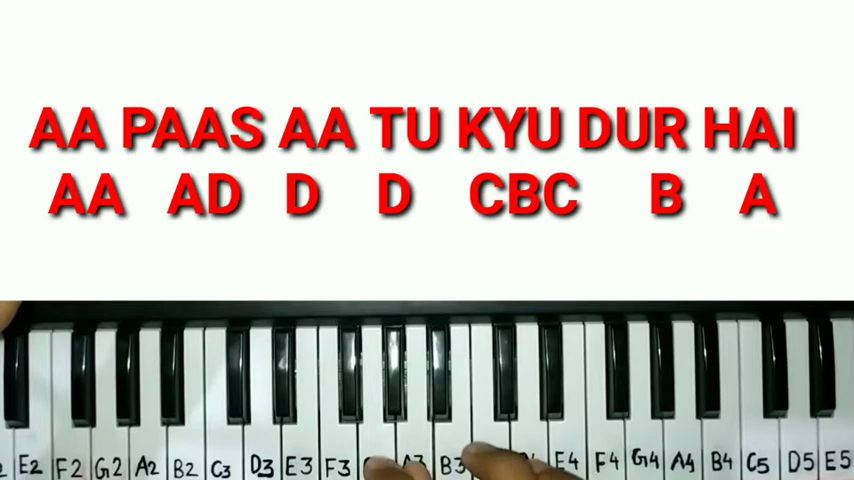 AA PAAS AA TU KYU DUR HAI
AA AD D D CBC B A
E2 F2 G2 A2 B2 C3 D3 E3 F3 A3 B3 E4 F4 G4 A4 B4 C5 D5 E5